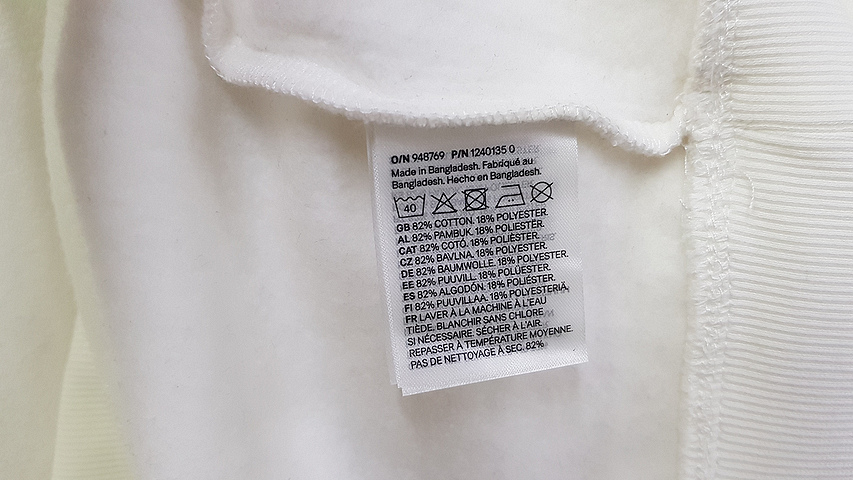 O/N 948769 P/N 1240135 0
Made in Bangladesh. Fabriqué au
Bangladesh. Hecho en Bangladesh.
40
GB 82% COTTON. 18% POLYESTER.
AL 82% PAMBUK. 18% POLIESTËR.
CAT 82% COTÓ. 18% POLIÈSTER.
CZ 82% BAVLNA. 18% POLYESTER.
DE 82% BAUMWOLLE. 18% POLYESTER.
EE 82% PUUVILL. 18% POLÜESTER.
ES 82% ALGODÓN. 18% POLIÉSTER.
FI 82% PUUVILLAA. 18% POLYESTERIÄ.
FR LAVER À LA MACHINE À L'EAU
TIÈDE. BLANCHIR SANS CHLORE
SI NÉCESSAIRE. SÉCHER À L'AIR.
REPASSER À TEMPÉRATURE MOYENNE.
PAS DE NETTOYAGE À SEC. 82%